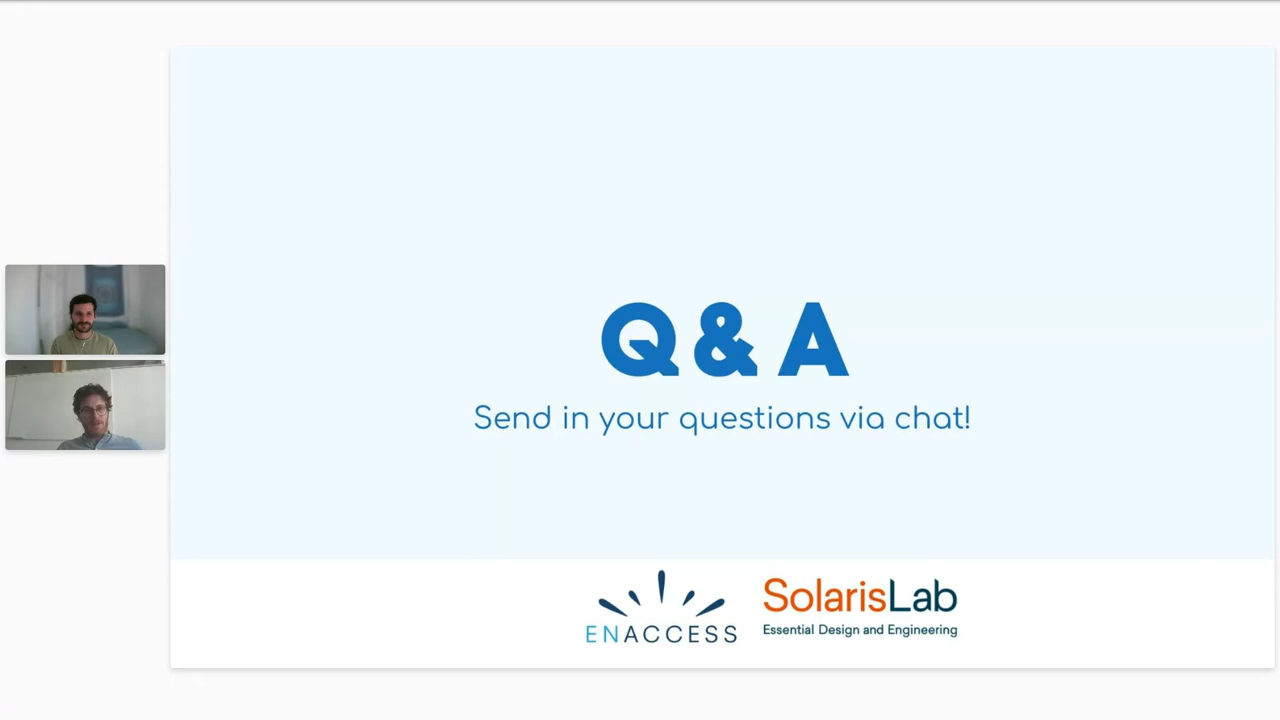 Q & A
Send in your questions via chat!
ENACCESS
SolarisLab
Essential Design and Engineering